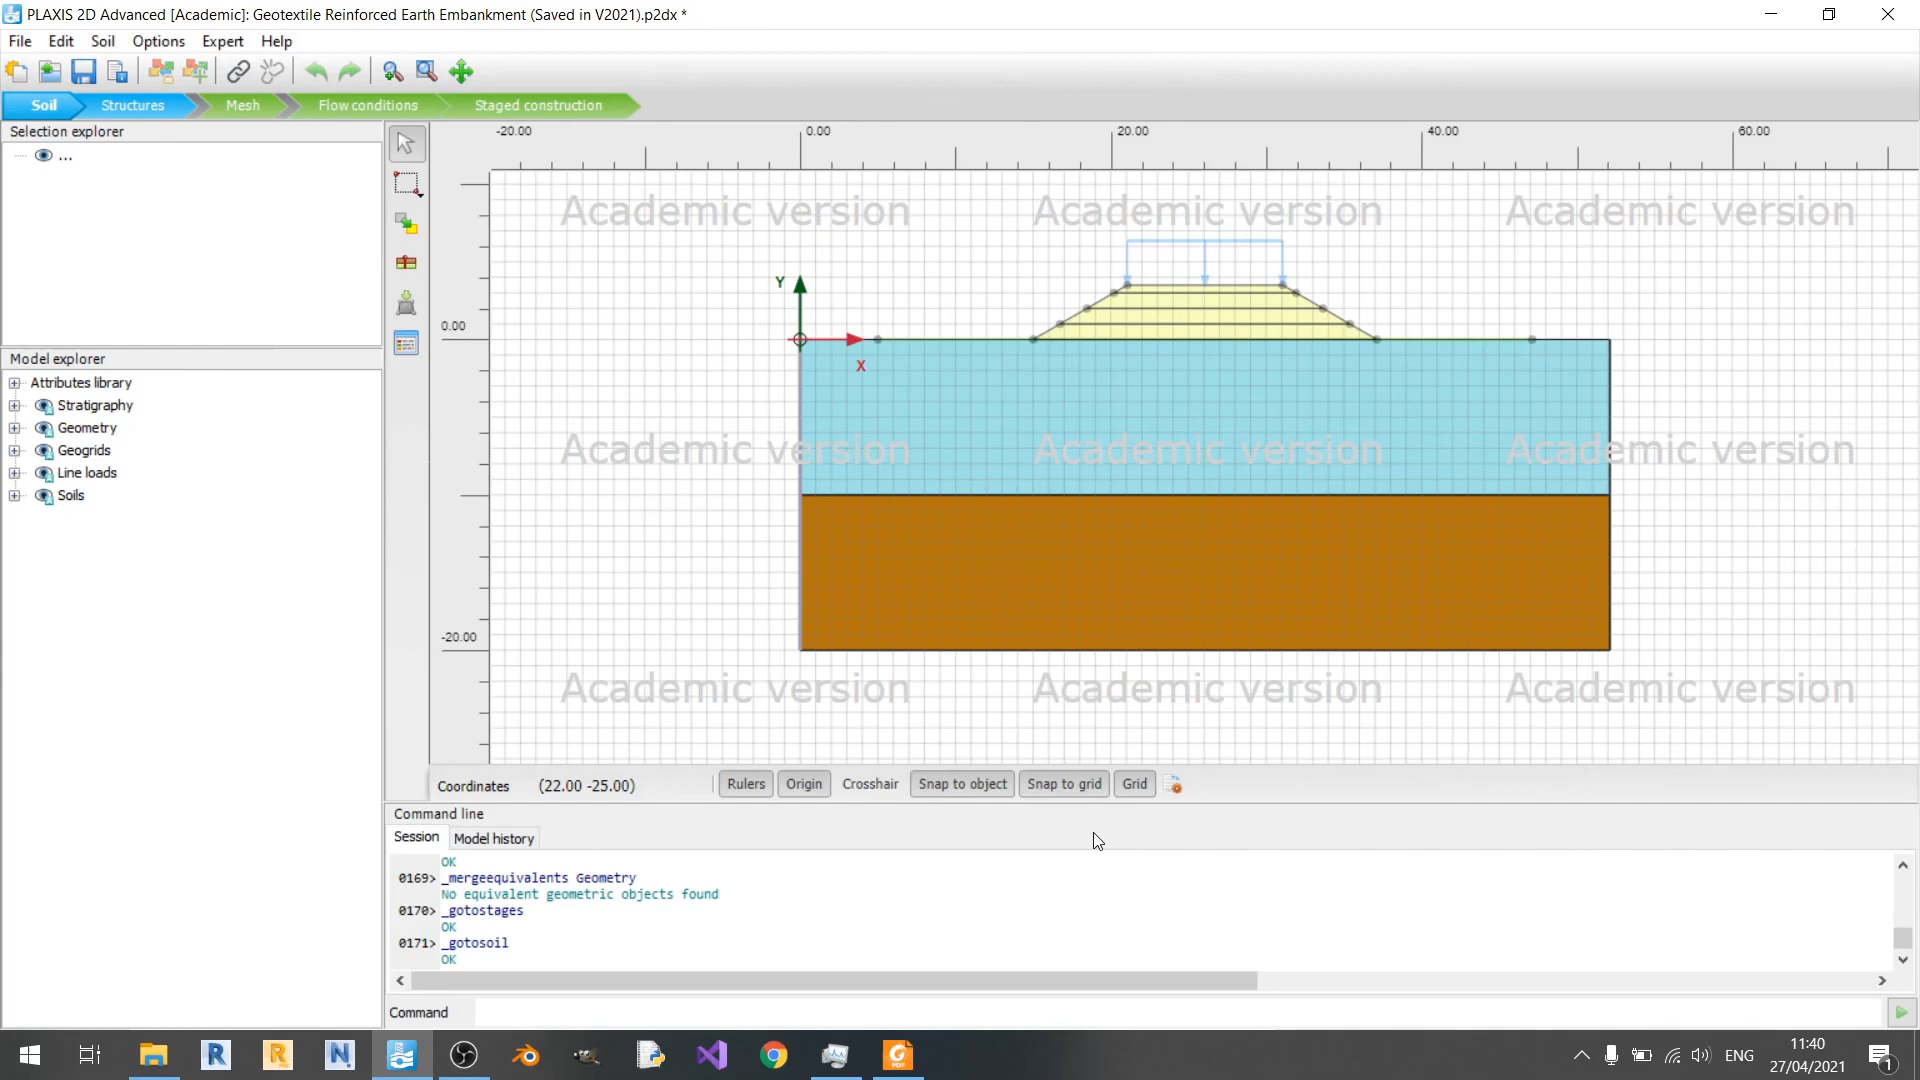 PLAXIS 2D Advanced [Academic]: Geotextile Reinforced Earth Embankment (Saved in V2021).p2dx *
File Edit Soil Options Expert Help
Soil Structures Mesh Flow conditions Staged construction
Selection explorer
...
Model explorer
Attributes library
Stratigraphy
Geometry
Geogrids
Line loads
Soils
-20.00 0.00 20.00 40.00 60.00
Academic version Academic version Academic version
Y
0.00
X
Academic version Academic version Academic version
-20.00
Academic version Academic version Academic version
Coordinates (22.00 -25.00) Rulers Origin Crosshair Snap to object Snap to grid Grid
Command line
Session Model history
OK
0169> _mergeequivalents Geometry
No equivalent geometric objects found
0170> _gotostages
OK
0171> _gotosoil
OK
Command
R R N PDF ENG 11:40
27/04/2021 1